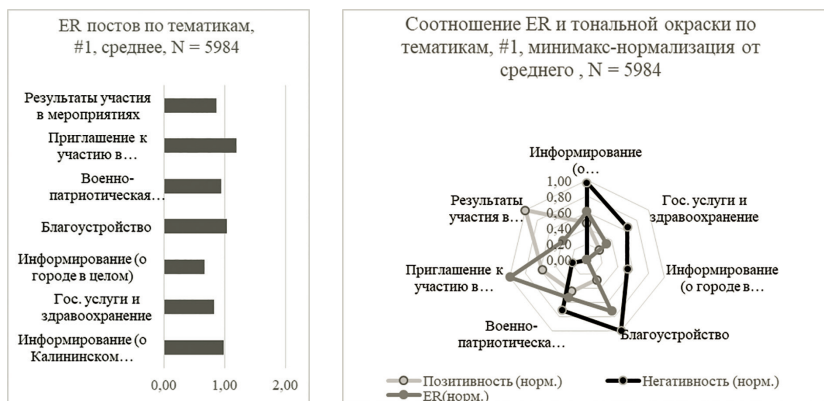 ER постов по тематикам,
#1, среднее, N = 5984
Результаты участия
в мероприятиях
Приглашение к
участию в…
Военно-
патриотическая…
Благоустройство
Информирование (о
городе в целом)
Гос. услуги и
здравоохранение
Информирование (о
Калининском…
0,00 1,00 2,00
Соотношение ER и тональной окраски по
тематикам, #1, минимакс-нормализация от
среднего , N = 5984
Информирование
(о…
1,00
0,80
0,60
0,40
0,20
0,00
Гос. услуги и
здравоохранение
Информирование
(о городе в…
Благоустройство
Военно-
патриотическа…
Приглашение к
участию в…
Результаты
участия в…
Позитивность (норм.) Негативность (норм.)
ER(норм.)